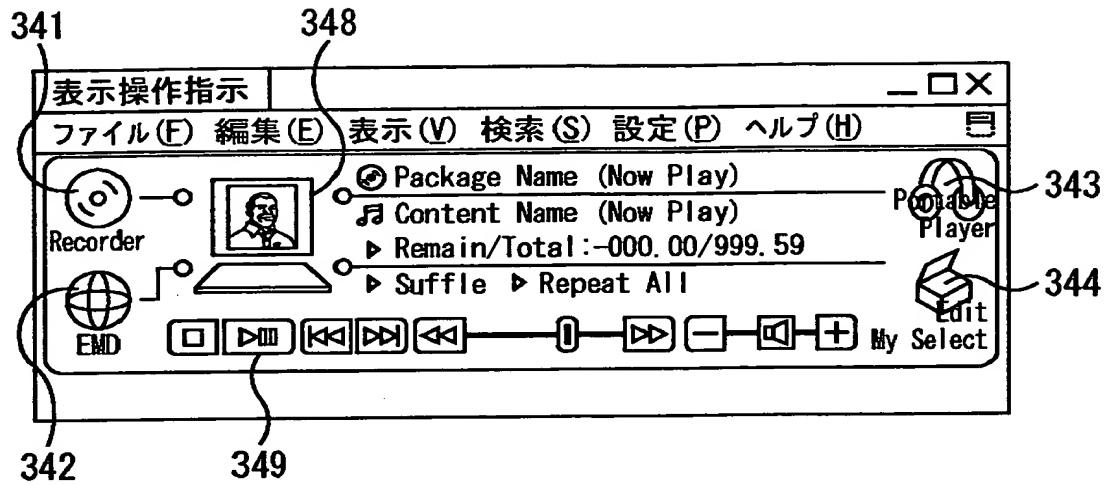 341
348
表示操作指示
ファイル(F) 編集(E) 表示(V) 検索(S) 設定(P) ヘルプ(H)
Package Name (Now Play)
343
Portable
Player
Content Name (Now Play)
Recorder
Remain/Total:-000.00/999.59
344
Suffle Repeat All
Edit
My Select
EMD
342
349